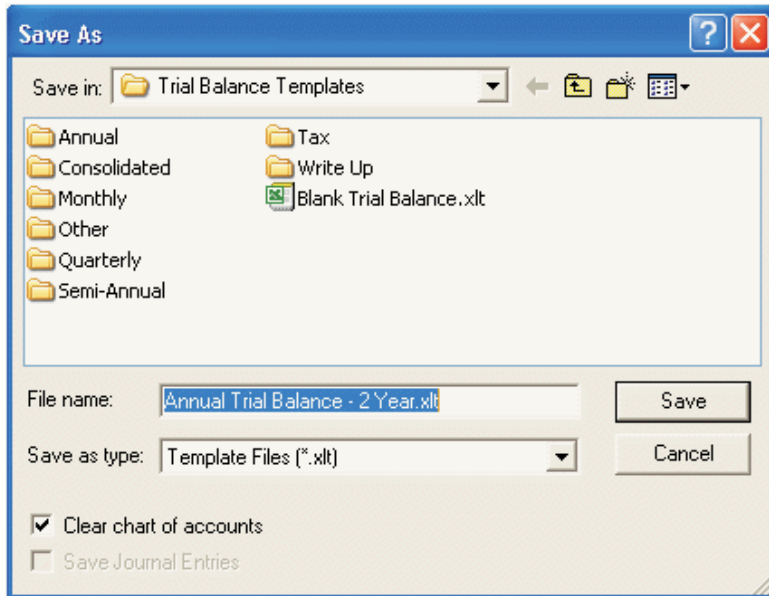 Save As
Save in: Trial Balance Templates
Annual
Consolidated
Monthly
Other
Quarterly
Semi-Annual
Tax
Write Up
Blank Trial Balance.xlt
File name: Annual Trial Balance - 2 Year.xlt
Save
Save as type: Template Files (*.xlt)
Cancel
Clear chart of accounts
Save Journal Entries